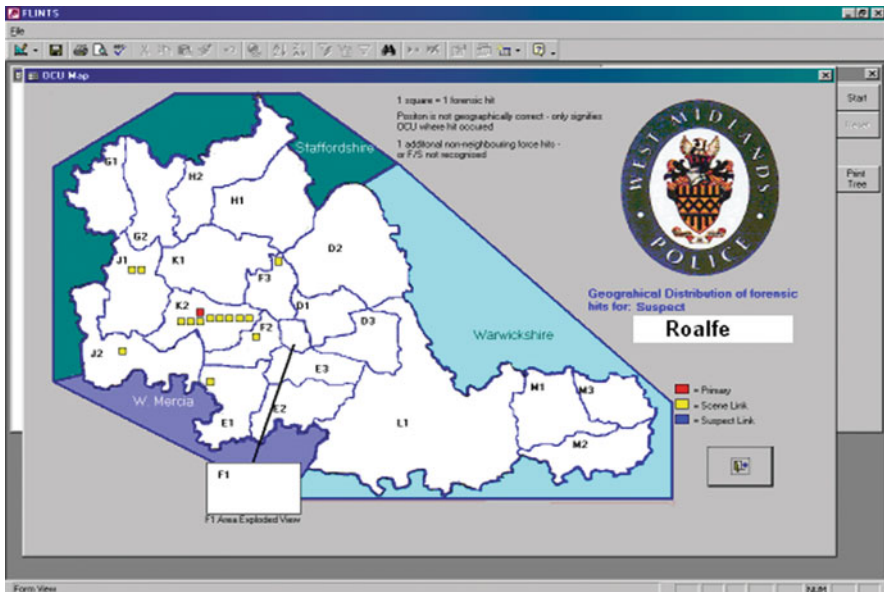 FLINTS
File
OCU Map
1 square = 1 forensic hit
Positon is not geographically correct - only signifies
OCU where hit occured
1 additonal non-neighbouring force hits -
or F/S not recognised
Start
Reset
Print
Tree
WEST MIDLANDS
POLICE
Geograhical Distribution of forensic
hits for: Suspect
Roalfe
= Primary
= Scene Link
= Suspect Link
Staffordshire
Warwickshire
W. Mercia
G1
H2
H1
G2
J1
K1
D2
F3
K2
D1
F2
D3
J2
E3
E1
E2
L1
M1
M3
M2
F1
F1 Area Exploded View
Form View
NUM